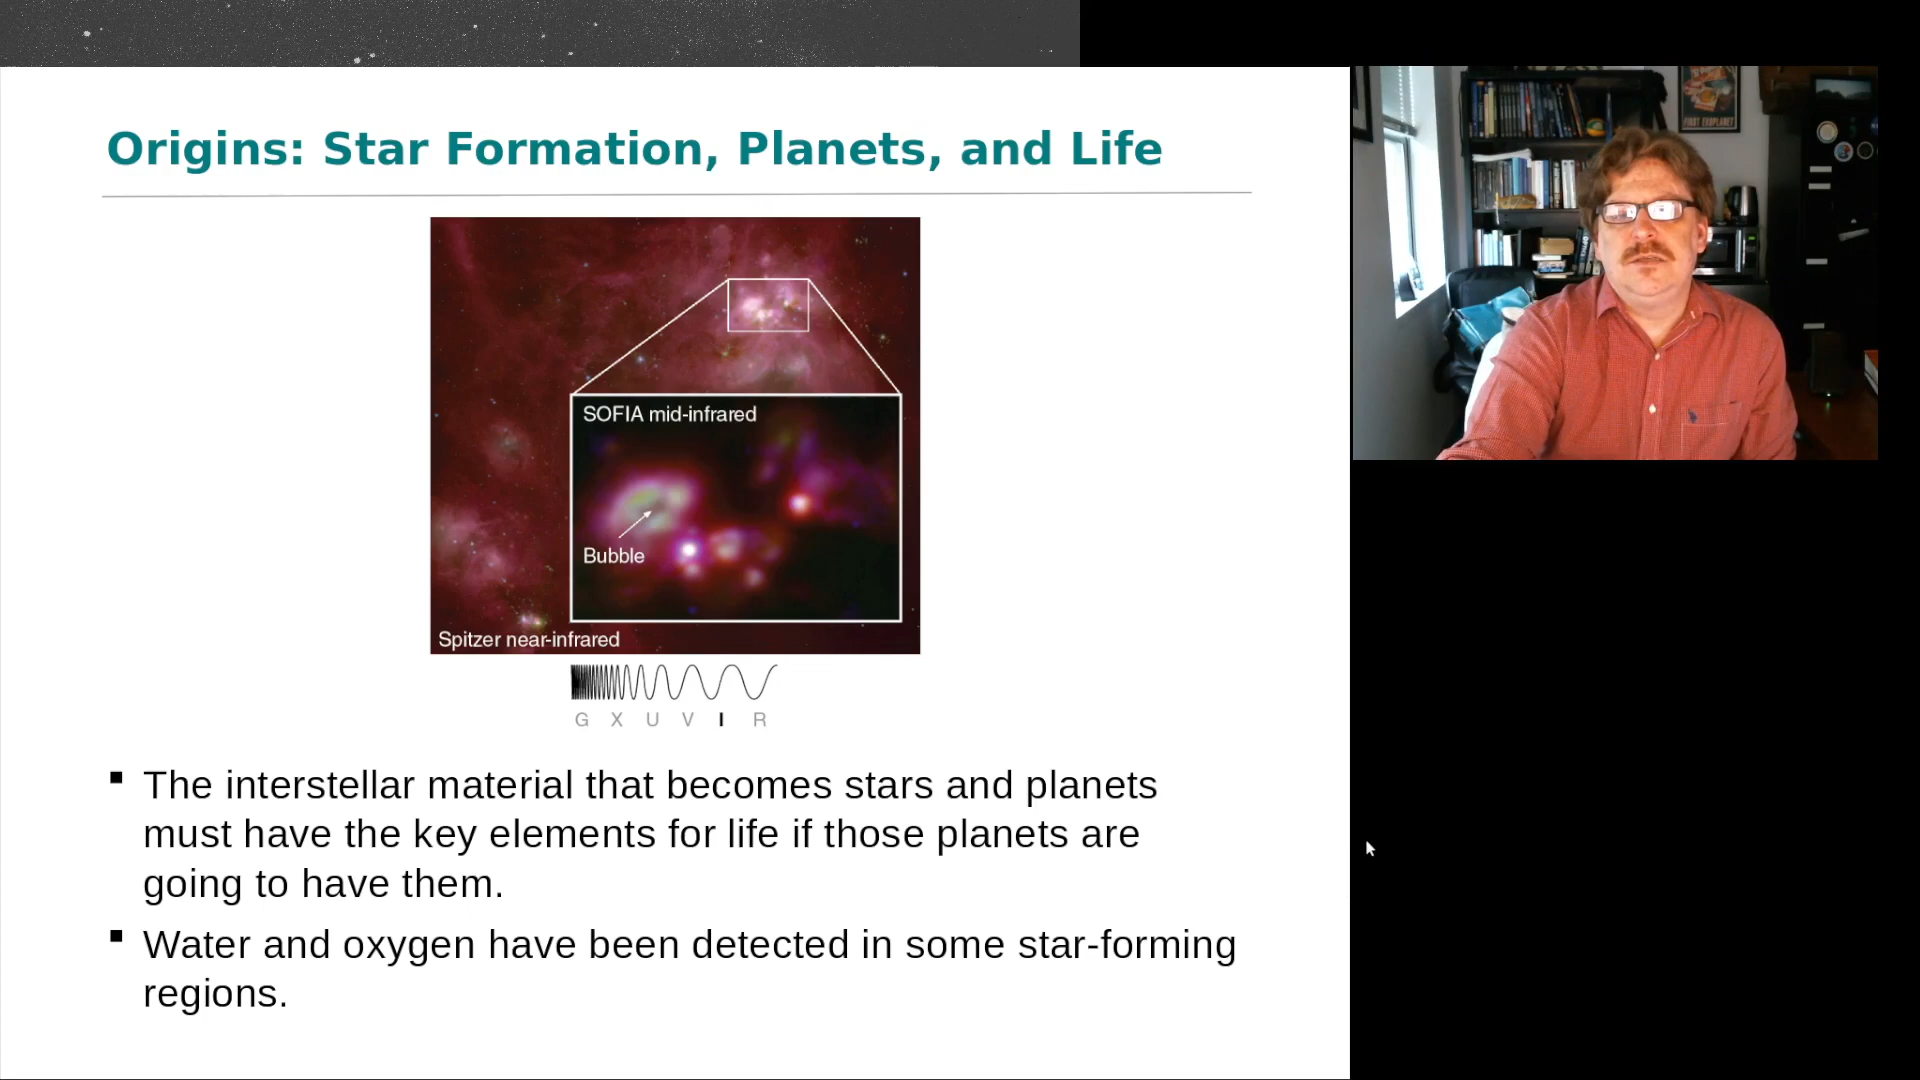 Origins: Star Formation, Planets, and Life
FIRST EXOPLANET
SOFIA mid-infrared
Bubble
Spitzer near-infrared
G X U V I R
The interstellar material that becomes stars and planets
must have the key elements for life if those planets are
going to have them.
Water and oxygen have been detected in some star-forming
regions.